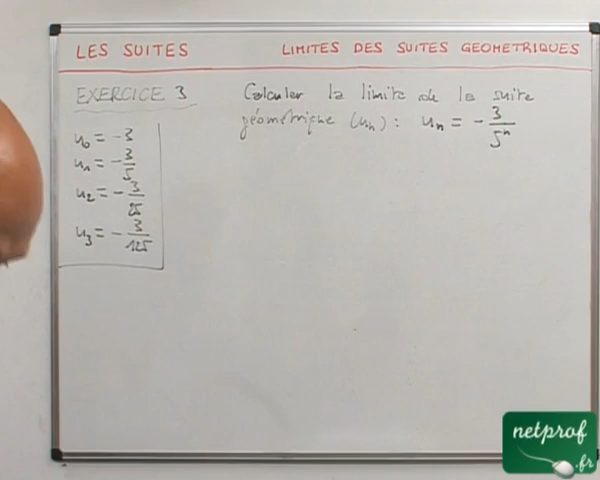 LES SUITES
LIMITES DES SUITES GEOMETRIQUES
EXERCICE 3
Calculer la limite de la suite
géométrique (un): un = -3/5^n
u0 = -3
u1 = -3/5
u2 = -3/25
u3 = -3/125
netprof
.fr